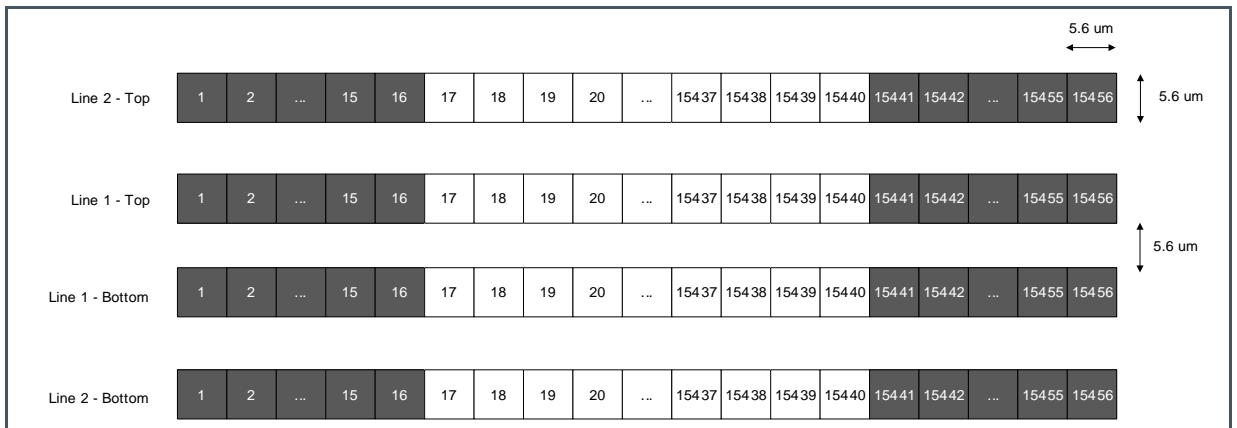 5.6 um
Line 2 - Top 1 2 ... 15 16 17 18 19 20 ... 15437 15438 15439 15440 15441 15442 ... 15455 15456 5.6 um
Line 1 - Top 1 2 ... 15 16 17 18 19 20 ... 15437 15438 15439 15440 15441 15442 ... 15455 15456
5.6 um
Line 1 - Bottom 1 2 ... 15 16 17 18 19 20 ... 15437 15438 15439 15440 15441 15442 ... 15455 15456
Line 2 - Bottom 1 2 ... 15 16 17 18 19 20 ... 15437 15438 15439 15440 15441 15442 ... 15455 15456